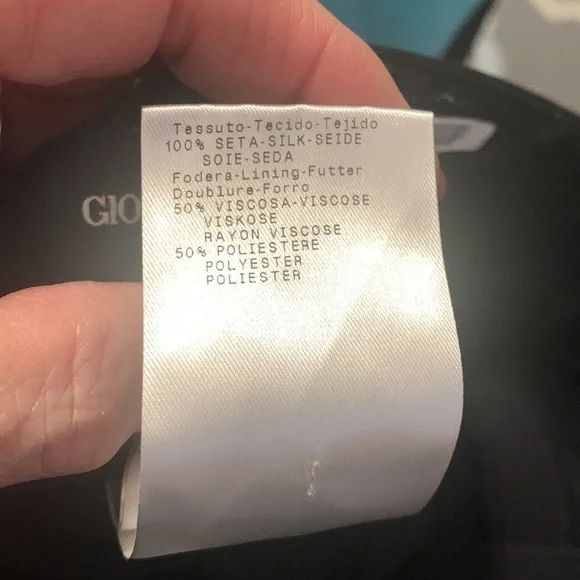 Tessuto-Tecido-Tejido
100% SETA-SILK-SEIDE
SOIE-SEDA
Fodera-Lining-Futter
Doublure-Forro
50% VISCOSA-VISCOSE
VISKOSE
RAYON VISCOSE
50% POLIESTERE
POLYESTER
POLIESTER
GIO